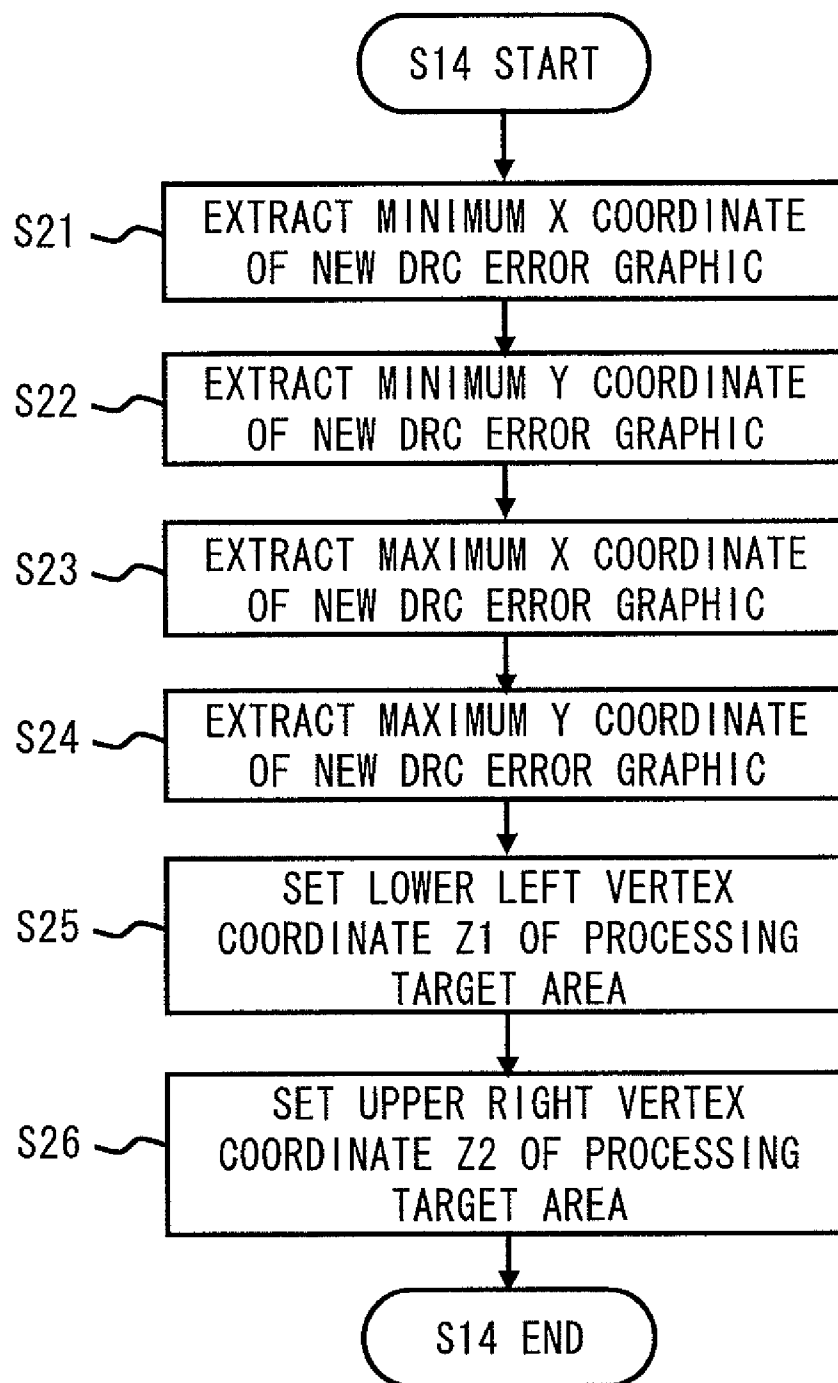 S14 START
S21
EXTRACT MINIMUM X COORDINATE
OF NEW DRC ERROR GRAPHIC
S22
EXTRACT MINIMUM Y COORDINATE
OF NEW DRC ERROR GRAPHIC
S23
EXTRACT MAXIMUM X COORDINATE
OF NEW DRC ERROR GRAPHIC
S24
EXTRACT MAXIMUM Y COORDINATE
OF NEW DRC ERROR GRAPHIC
S25
SET LOWER LEFT VERTEX
COORDINATE Z1 OF PROCESSING
TARGET AREA
S26
SET UPPER RIGHT VERTEX
COORDINATE Z2 OF PROCESSING
TARGET AREA
S14 END